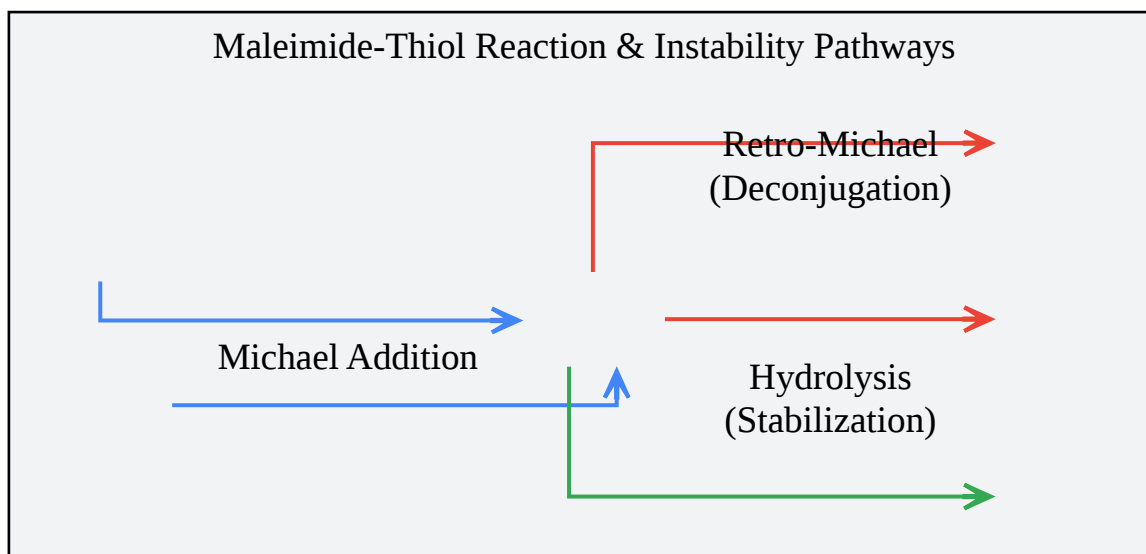 Maleimide-Thiol Reaction & Instability Pathways
Retro-Michael
(Deconjugation)
Michael Addition
Hydrolysis
(Stabilization)